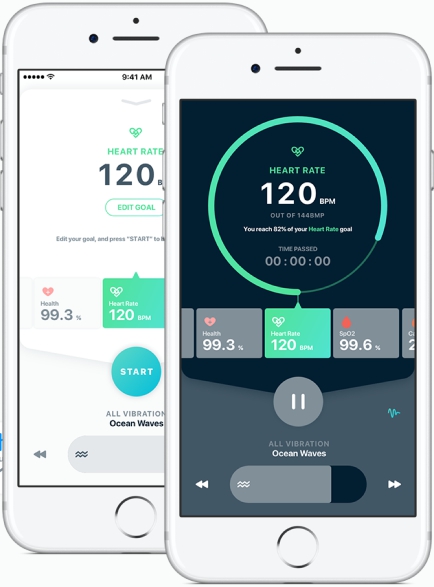 9:41 AM
HEART RATE
120
EDIT GOAL
Edit your goal, and press "START" to
Health
99.3 %
Heart Rate
120 BPM
START
ALL VIBRATION
Ocean Waves
HEART RATE
120 BPM
OUT OF 144BMP
You reach 82% of your Heart Rate goal
TIME PASSED
00:00:00
Health
99.3 %
Heart Rate
120 BPM
SpO2
99.6 %
ALL VIBRATION
Ocean Waves